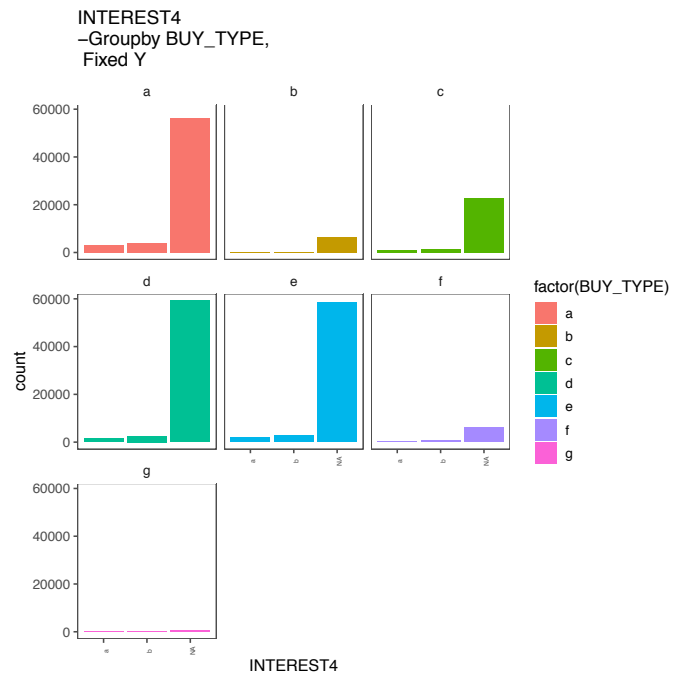 INTEREST4
−Groupby BUY_TYPE,
Fixed Y
a
b
c
60000
40000
20000
0
d
e
f
60000
40000
20000
0
a
b
NA
a
b
NA
g
60000
40000
20000
0
a
b
NA
count
INTEREST4
factor(BUY_TYPE)
a
b
c
d
e
f
g